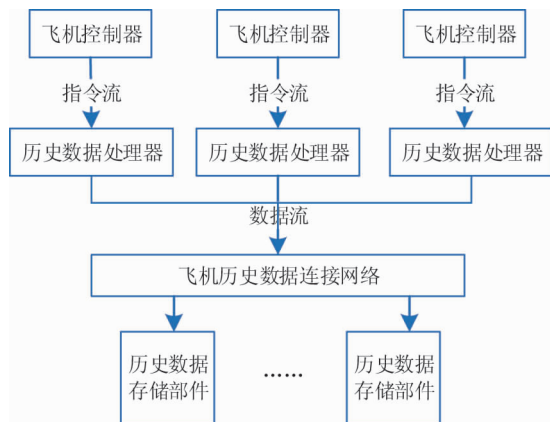 飞机控制器 飞机控制器 飞机控制器
指令流 指令流 指令流
历史数据处理器 历史数据处理器 历史数据处理器
数据流
飞机历史数据连接网络
历史数据
存储部件
……
历史数据
存储部件